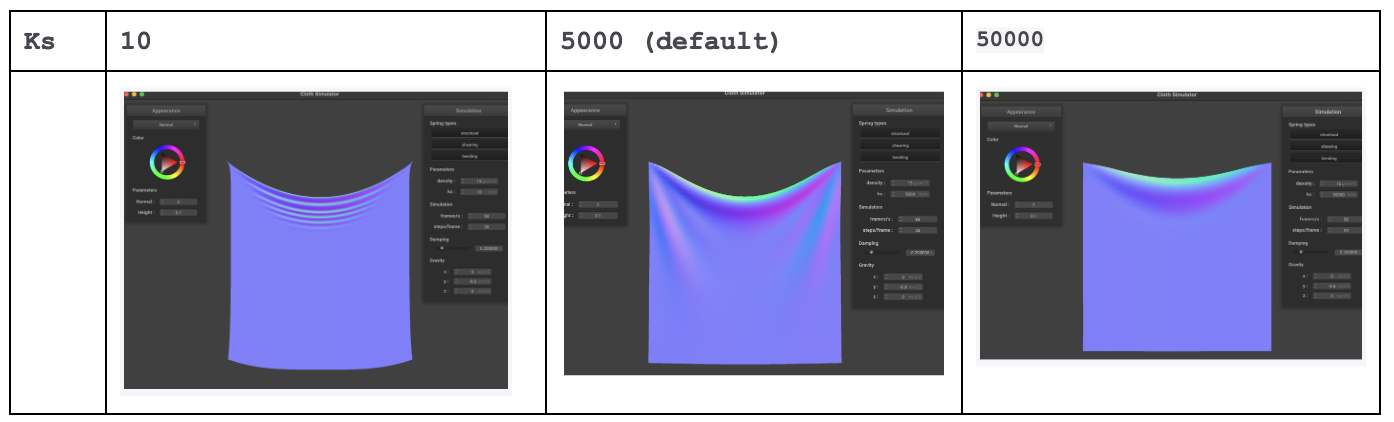 Ks
10
5000 (default)
50000
Cloth Simulator
Appearance
Normal
Color
Parameters
Normal :
Height :
0.1
Simulation
Spring types
structural
shearing
bending
Parameters
density :
ks :
Simulation
frames/s :
steps/frame :
Damping
Gravity
x :
y :
z :
Cloth Simulator
Appearance
Normal
Simulation
Spring types
structural
shearing
bending
Parameters
density :
ks :
Simulation
frames/s :
steps/frame :
Damping
Gravity
x :
y :
z :
Cloth Simulator
Appearance
Normal
Color
Parameters
Normal :
Height :
Simulation
Spring types
structural
shearing
bending
Parameters
density :
ks :
Simulation
frames/s :
steps/frame :
Damping
Gravity
x :
y :
z :